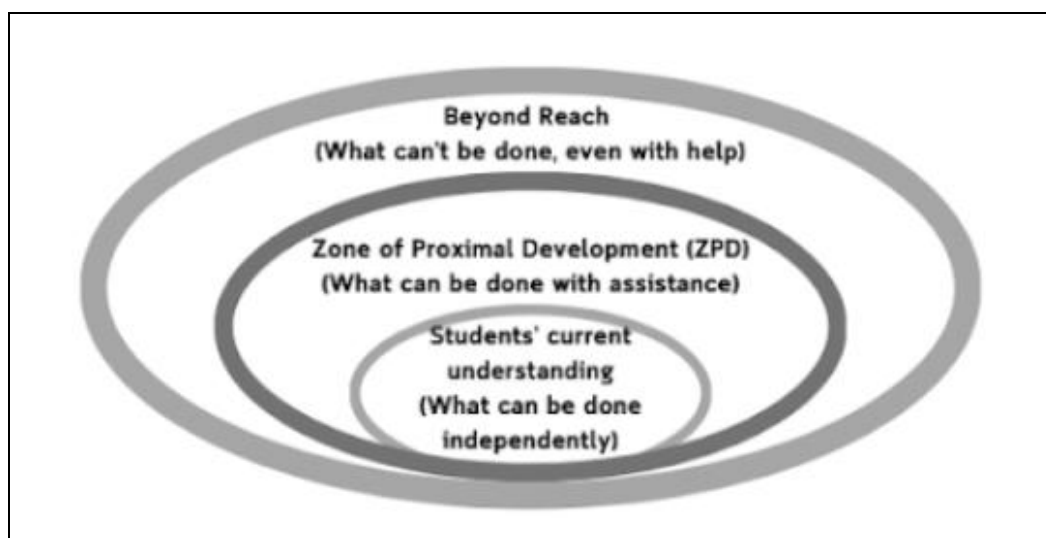 Beyond Reach
(What can't be done, even with help)
Zone of Proximal Development (ZPD)
(What can be done with assistance)
Students' current
understanding
(What can be done
independently)